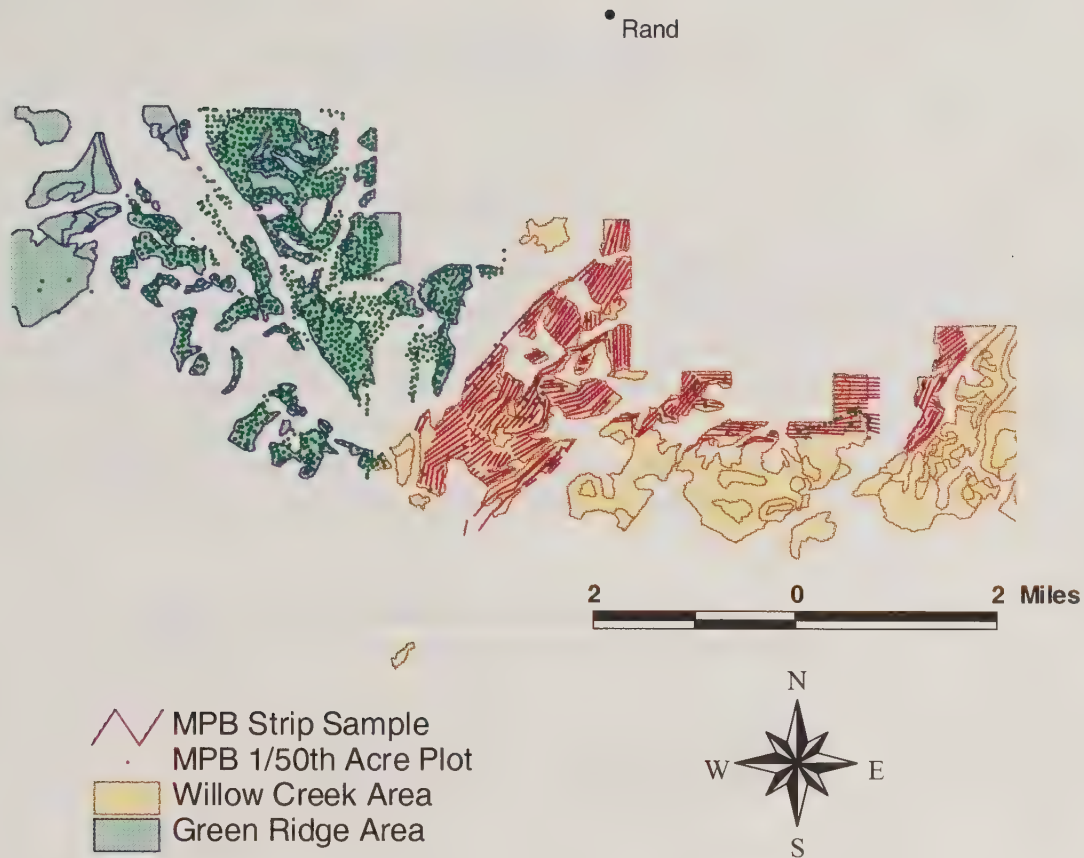 Rand
2 0 2 Miles
N
W E
S
MPB Strip Sample
MPB 1/50th Acre Plot
Willow Creek Area
Green Ridge Area